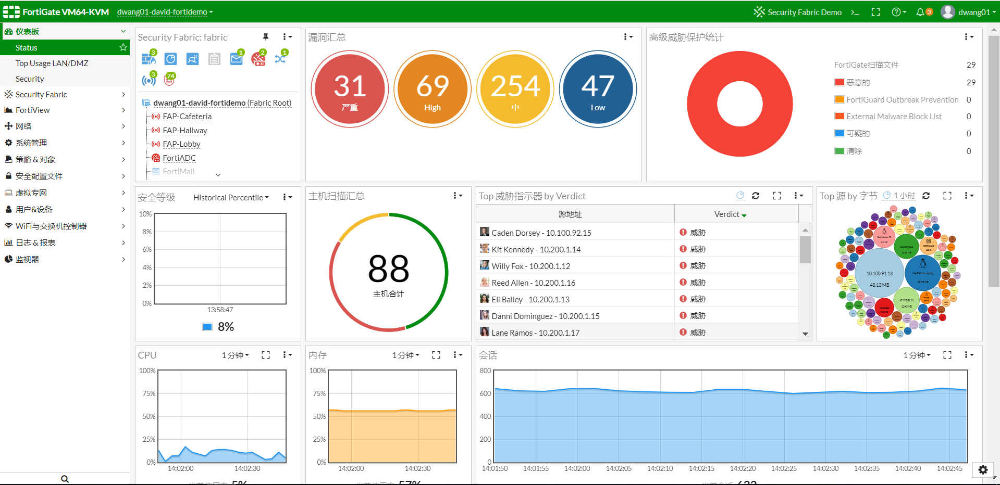 FortiGate VM64-KVM dwang01-david-fortidemo
Security Fabric Demo >_ 3 dwang01
仪表板
Status
Top Usage LAN/DMZ
Security
Security Fabric
FortiView
网络
系统管理
策略 & 对象
安全配置文件
虚拟专网
用户&设备
WiFi与交换机控制器
日志 & 报表
监视器
Security Fabric: fabric
3 1 2 1
3 74
dwang01-david-fortidemo (Fabric Root)
FAP-Cafeteria
FAP-Hallway
FAP-Lobby
FortiADC
FortiMail
漏洞汇总
31 69 254 47
严重 High 中 Low
高级威胁保护统计
FortiGate扫描文件 29
恶意的 29
FortiGuard Outbreak Prevention 0
External Malware Block List 0
可疑的 0
清除 0
安全等级 Historical Percentile
10%
8%
6%
4%
2%
0%
13:58:47
8%
主机扫描汇总
88
主机合计
Top 威胁指示器 by Verdict
源地址 Verdict
Caden Dorsey - 10.100.92.15 威胁
Kit Kennedy - 10.200.1.14 威胁
Willy Fox - 10.200.1.12 威胁
Reed Allen - 10.200.1.16 威胁
Eli Bailey - 10.200.1.13 威胁
Danni Dominguez - 10.200.1.15 威胁
Lane Ramos - 10.200.1.17 威胁
Top 源 by 字节 1 小时
10.100.91.13
48.13 MB
CPU 1 分钟
100%
75%
50%
25%
0%
14:02:00 14:02:30
5%
内存 1 分钟
100%
75%
50%
25%
0%
14:02:00 14:02:30
57%
会话 1 分钟
800
600
400
200
0
14:01:50 14:01:55 14:02:00 14:02:05 14:02:10 14:02:15 14:02:20 14:02:25 14:02:30 14:02:35 14:02:40 14:02:45